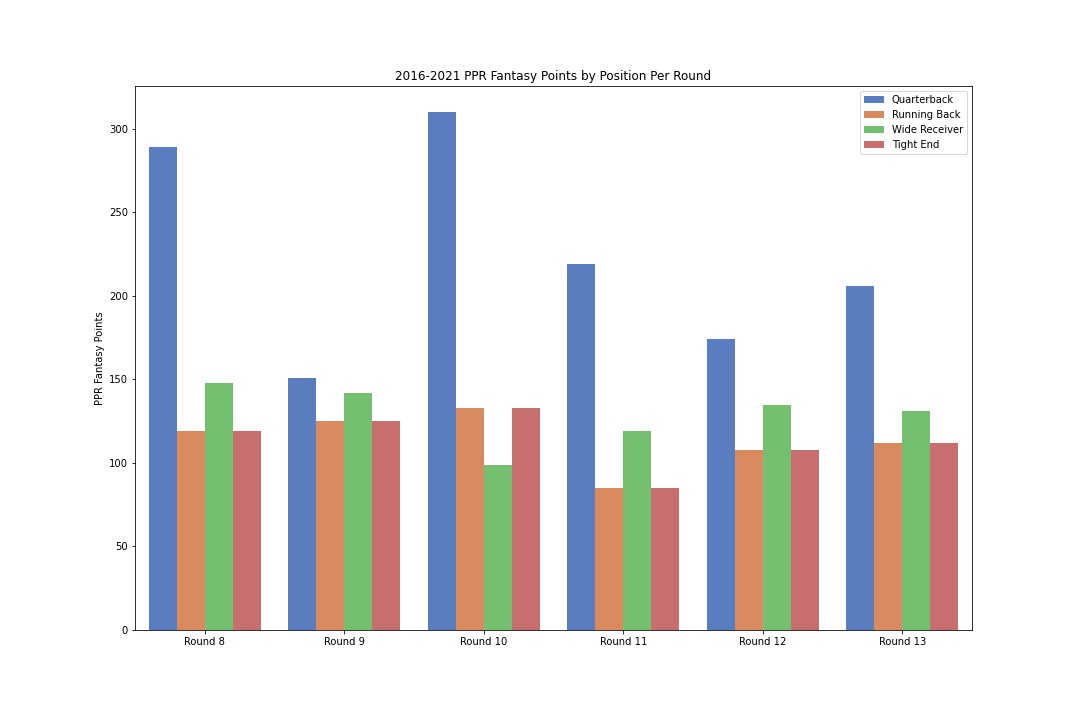 2016-2021 PPR Fantasy Points by Position Per Round
Quarterback
Running Back
Wide Receiver
Tight End
PPR Fantasy Points
300
250
200
150
100
50
0
Round 8
Round 9
Round 10
Round 11
Round 12
Round 13